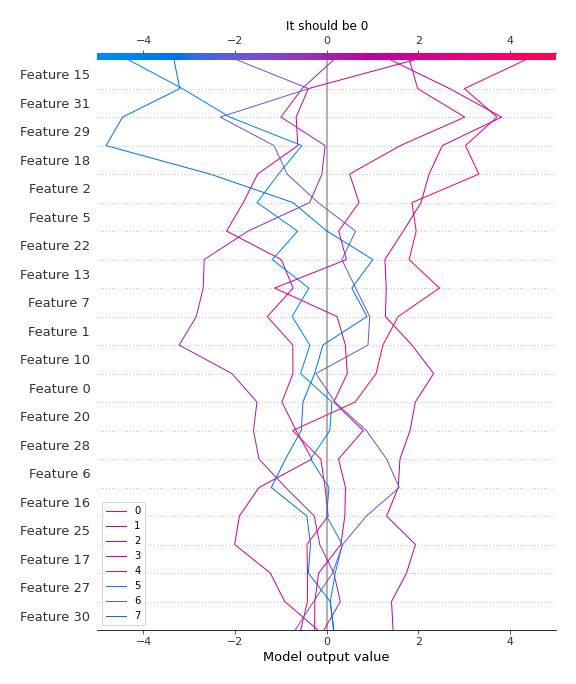 It should be 0
−4 −2 0 2 4
Feature 15
Feature 31
Feature 29
Feature 18
Feature 2
Feature 5
Feature 22
Feature 13
Feature 7
Feature 1
Feature 10
Feature 0
Feature 20
Feature 28
Feature 6
Feature 16
Feature 25
Feature 17
Feature 27
Feature 30
0
1
2
3
4
5
6
7
−4 −2 0 2 4
Model output value